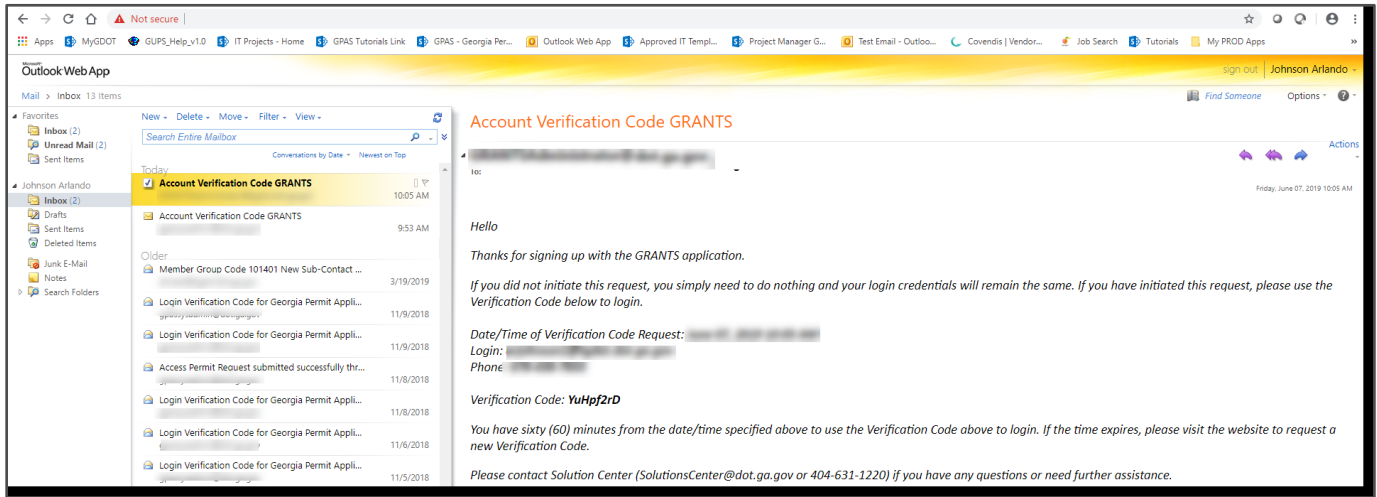 Not secure
Apps MyGDOT GUPS_Help_v1.0 IT Projects - Home GPAS Tutorials Link GPAS - Georgia Per... Outlook Web App Approved IT Templ... Project Manager G... Test Email - Outloo... Covendis | Vendor... Job Search Tutorials My PROD Apps »
Microsoft
Outlook Web App
sign out Johnson Arlando
Mail > Inbox 13 Items
Find Someone Options
Favorites
Inbox (2)
Unread Mail (2)
Sent Items
Johnson Arlando
Inbox (2)
Drafts
Sent Items
Deleted Items
Junk E-Mail
Notes
Search Folders
New Delete Move Filter View
Search Entire Mailbox
Conversations by Date Newest on Top
Today
Account Verification Code GRANTS
10:05 AM
Account Verification Code GRANTS
9:53 AM
Older
Member Group Code 101401 New Sub-Contact ...
3/19/2019
Login Verification Code for Georgia Permit Appli...
11/9/2018
Login Verification Code for Georgia Permit Appli...
11/9/2018
Access Permit Request submitted successfully thr...
11/8/2018
Login Verification Code for Georgia Permit Appli...
11/8/2018
Login Verification Code for Georgia Permit Appli...
11/6/2018
Login Verification Code for Georgia Permit Appli...
11/5/2018
Account Verification Code GRANTS
Actions
To:
Friday, June 07, 2019 10:05 AM
Hello
Thanks for signing up with the GRANTS application.
If you did not initiate this request, you simply need to do nothing and your login credentials will remain the same. If you have initiated this request, please use the
Verification Code below to login.
Date/Time of Verification Code Request:
Login:
Phone
Verification Code: YuHpf2rD
You have sixty (60) minutes from the date/time specified above to use the Verification Code above to login. If the time expires, please visit the website to request a
new Verification Code.
Please contact Solution Center (SolutionsCenter@dot.ga.gov or 404-631-1220) if you have any questions or need further assistance.